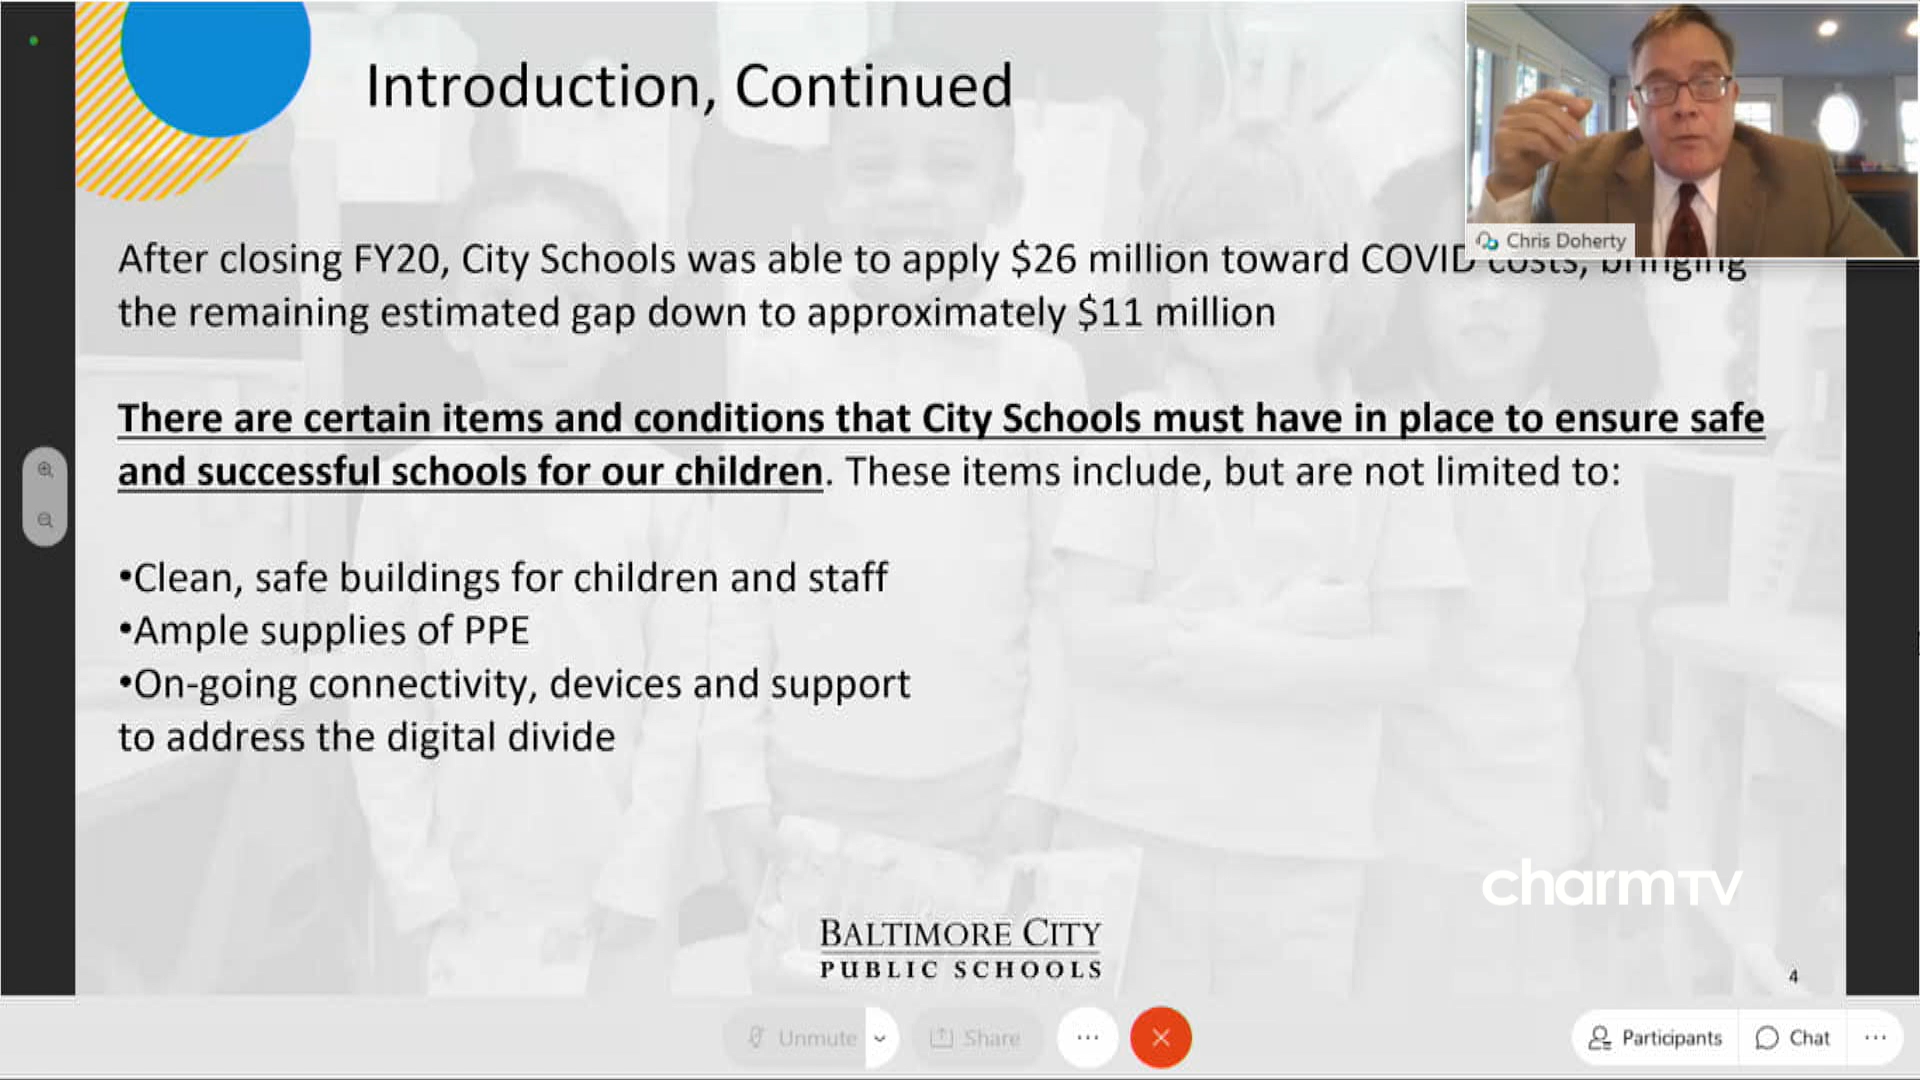 Introduction, Continued
Chris Doherty
After closing FY20, City Schools was able to apply $26 million toward COVID costs, bringing
the remaining estimated gap down to approximately $11 million
There are certain items and conditions that City Schools must have in place to ensure safe
and successful schools for our children. These items include, but are not limited to:
•Clean, safe buildings for children and staff
•Ample supplies of PPE
•On-going connectivity, devices and support
to address the digital divide
charmTV
BALTIMORE CITY
PUBLIC SCHOOLS
4
Unmute
Share
Participants
Chat